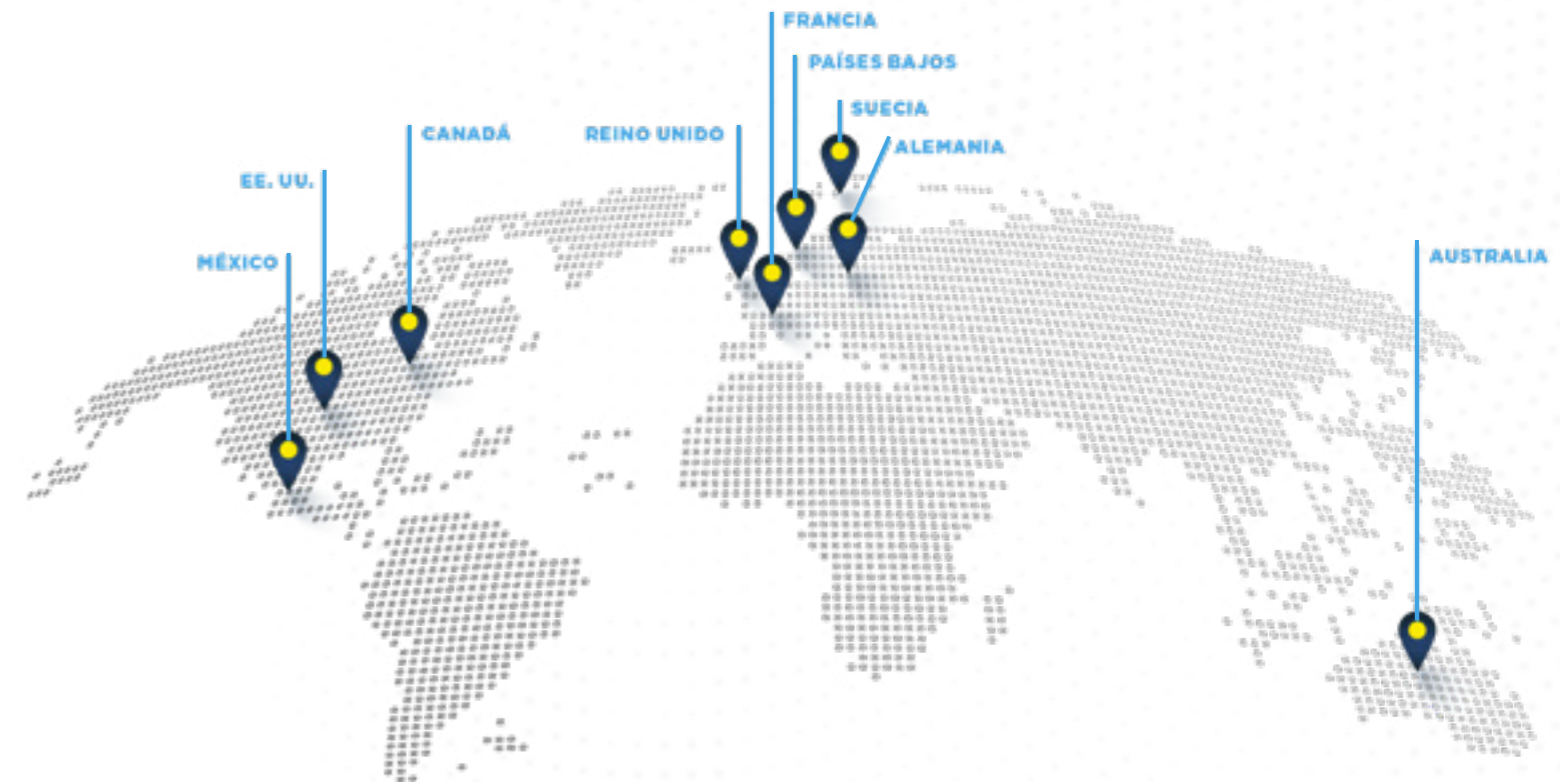 FRANCIA
PAÍSES BAJOS
SUECIA
CANADÁ
REINO UNIDO
ALEMANIA
EE. UU.
MÉXICO
AUSTRALIA